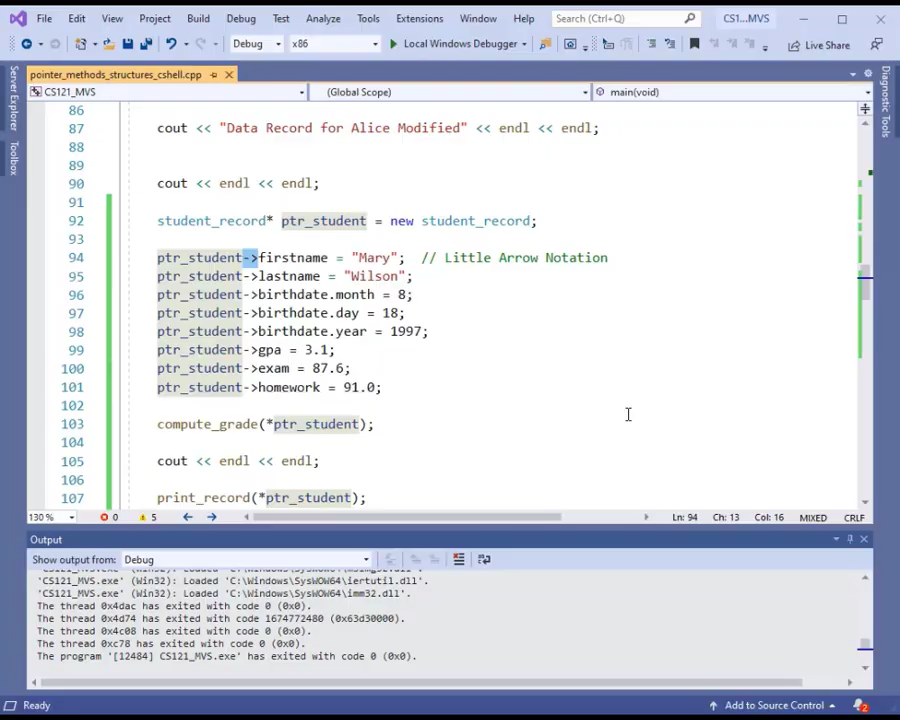 File Edit View Project Build Debug Test Analyze Tools Extensions Window Help Search (Ctrl+Q) CS1...MVS
Debug x86 Local Windows Debugger Live Share
pointer_methods_structures_cshell.cpp
CS121_MVS (Global Scope) main(void)
Server Explorer
Toolbox
Diagnostic Tools
86
87 cout << "Data Record for Alice Modified" << endl << endl;
88
89
90 cout << endl << endl;
91
92 student_record* ptr_student = new student_record;
93
94 ptr_student->firstname = "Mary"; // Little Arrow Notation
95 ptr_student->lastname = "Wilson";
96 ptr_student->birthdate.month = 8;
97 ptr_student->birthdate.day = 18;
98 ptr_student->birthdate.year = 1997;
99 ptr_student->gpa = 3.1;
100 ptr_student->exam = 87.6;
101 ptr_student->homework = 91.0;
102
103 compute_grade(*ptr_student);
104
105 cout << endl << endl;
106
107 print_record(*ptr_student);
130 % 0 5 Ln: 94 Ch: 13 Col: 16 MIXED CRLF
Output
Show output from: Debug
'CS121_MVS.exe' (Win32): Loaded 'C:\Windows\SysWOW64\iertutil.dll'.
'CS121_MVS.exe' (Win32): Loaded 'C:\Windows\SysWOW64\imm32.dll'.
The thread 0x4dac has exited with code 0 (0x0).
The thread 0x4d74 has exited with code 1674772480 (0x63d30000).
The thread 0x4c08 has exited with code 0 (0x0).
The thread 0xc78 has exited with code 0 (0x0).
The program '[12484] CS121_MVS.exe' has exited with code 0 (0x0).
Ready Add to Source Control 2